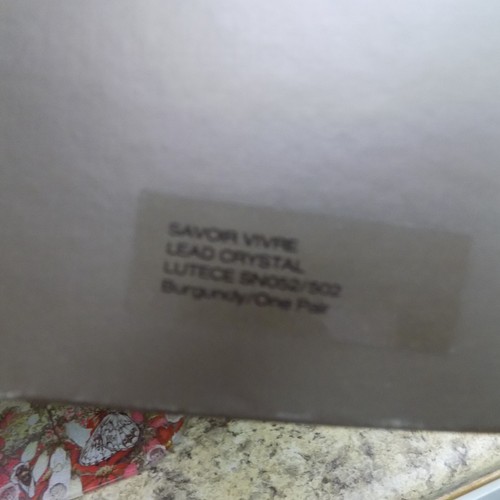 SAVOIR VIVRE
LEAD CRYSTAL
LUTECE SN052/502
Burgundy/One Pair